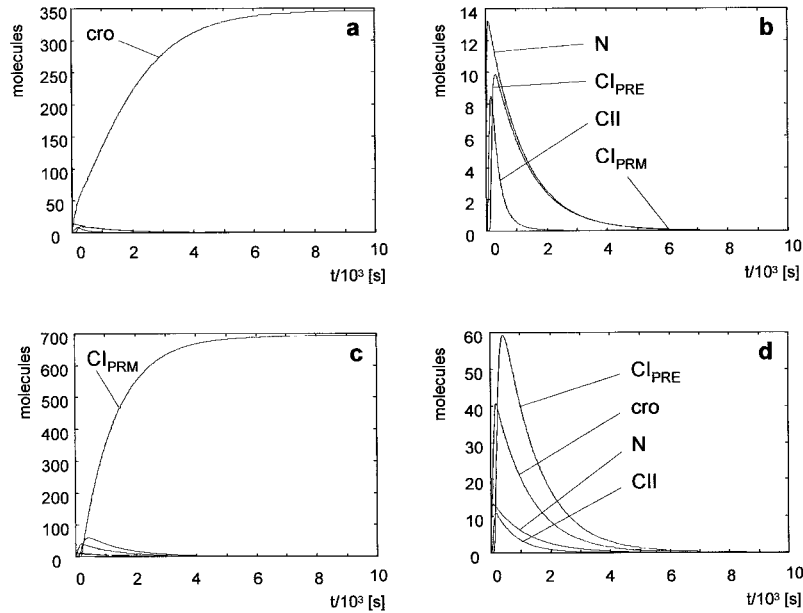 a
molecules
350
300
250
200
150
100
50
0
cro
0 2 4 6 8 10
t/10³ [s]
b
molecules
14
12
10
8
6
4
2
0
N
CI_PRE
CII
CI_PRM
0 2 4 6 8 10
t/10³ [s]
c
molecules
700
600
500
400
300
200
100
0
CI_PRM
0 2 4 6 8 10
t/10³ [s]
d
molecules
60
50
40
30
20
10
0
CI_PRE
cro
N
CII
0 2 4 6 8 10
t/10³ [s]